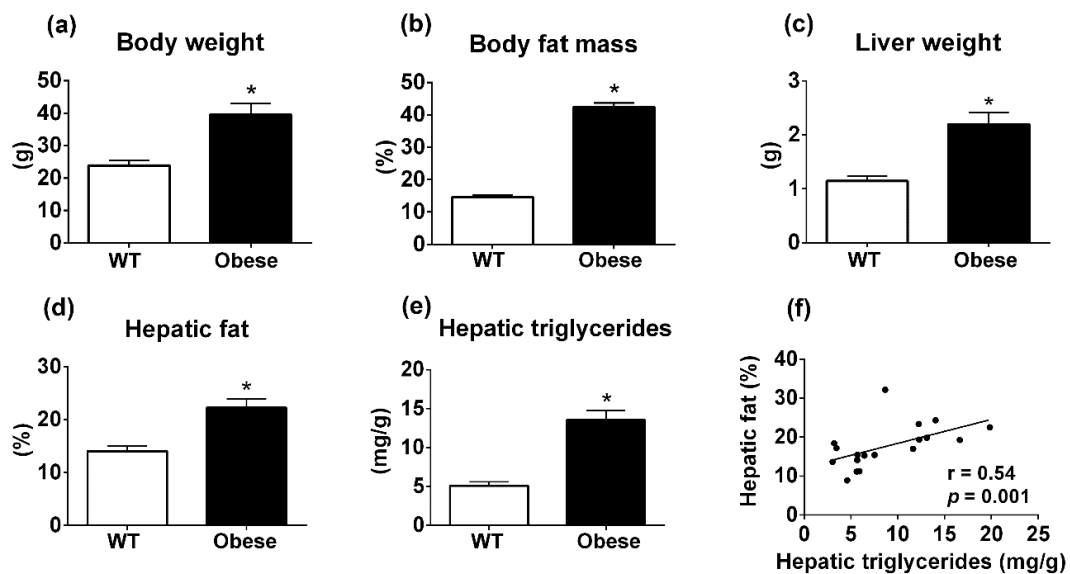 (a)
Body weight
50
40
30
20
10
0
(g)
*
WT
Obese
(b)
Body fat mass
50
40
30
20
10
0
(%)
*
WT
Obese
(c)
Liver weight
3
2
1
0
(g)
*
WT
Obese
(d)
Hepatic fat
30
20
10
0
(%)
*
WT
Obese
(e)
Hepatic triglycerides
20
15
10
5
0
(mg/g)
*
WT
Obese
(f)
40
30
20
10
0
Hepatic fat (%)
r = 0.54
p = 0.001
0 5 10 15 20 25
Hepatic triglycerides (mg/g)